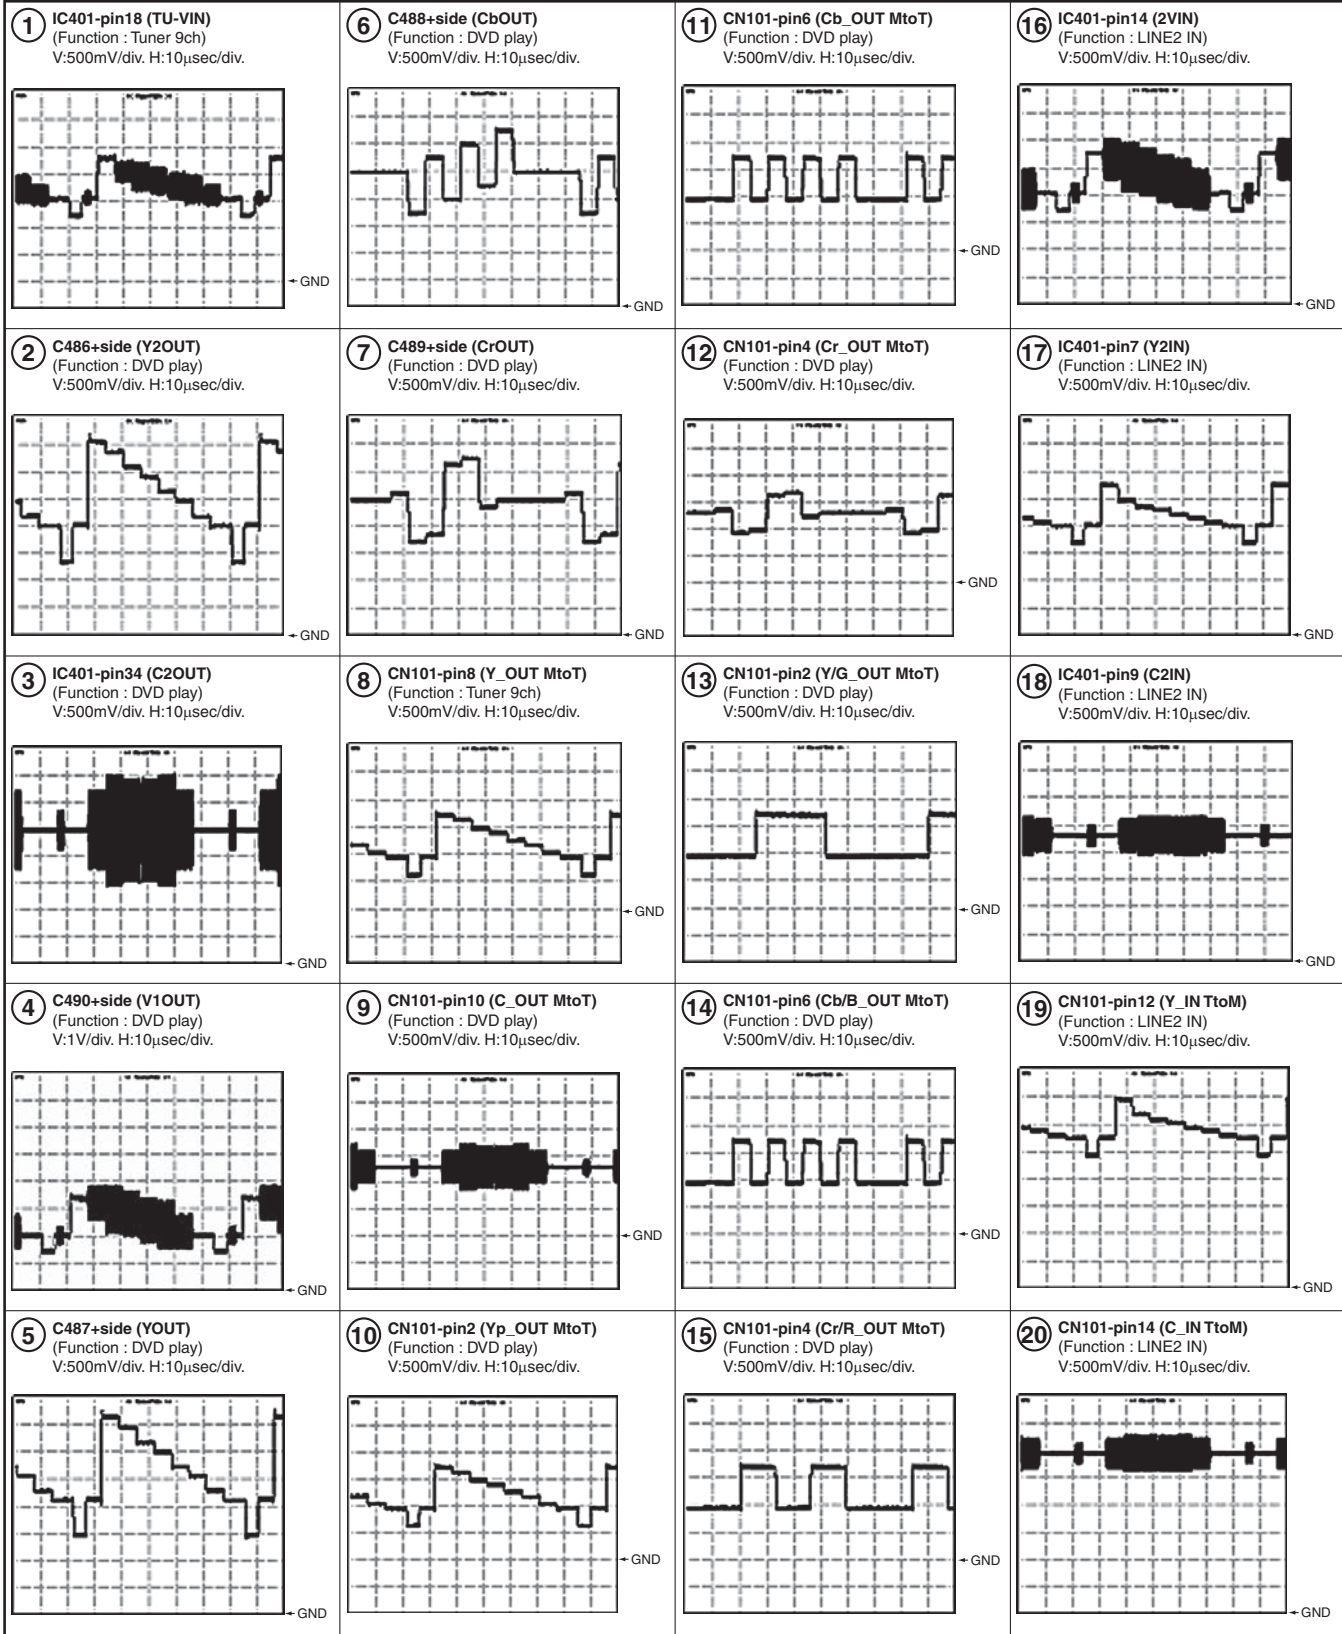 1 IC401-pin18 (TU-VIN)
(Function : Tuner 9ch)
V:500mV/div. H:10μsec/div.
GND
2 C486+side (Y2OUT)
(Function : DVD play)
V:500mV/div. H:10μsec/div.
GND
3 IC401-pin34 (C2OUT)
(Function : DVD play)
V:500mV/div. H:10μsec/div.
GND
4 C490+side (V1OUT)
(Function : DVD play)
V:1V/div. H:10μsec/div.
GND
5 C487+side (YOUT)
(Function : DVD play)
V:500mV/div. H:10μsec/div.
GND
6 C488+side (CbOUT)
(Function : DVD play)
V:500mV/div. H:10μsec/div.
GND
7 C489+side (CrOUT)
(Function : DVD play)
V:500mV/div. H:10μsec/div.
GND
8 CN101-pin8 (Y_OUT MtoT)
(Function : Tuner 9ch)
V:500mV/div. H:10μsec/div.
GND
9 CN101-pin10 (C_OUT MtoT)
(Function : DVD play)
V:500mV/div. H:10μsec/div.
GND
10 CN101-pin2 (Yp_OUT MtoT)
(Function : DVD play)
V:500mV/div. H:10μsec/div.
GND
11 CN101-pin6 (Cb_OUT MtoT)
(Function : DVD play)
V:500mV/div. H:10μsec/div.
GND
12 CN101-pin4 (Cr_OUT MtoT)
(Function : DVD play)
V:500mV/div. H:10μsec/div.
GND
13 CN101-pin2 (Y/G_OUT MtoT)
(Function : DVD play)
V:500mV/div. H:10μsec/div.
GND
14 CN101-pin6 (Cb/B_OUT MtoT)
(Function : DVD play)
V:500mV/div. H:10μsec/div.
GND
15 CN101-pin4 (Cr/R_OUT MtoT)
(Function : DVD play)
V:500mV/div. H:10μsec/div.
GND
16 IC401-pin14 (2VIN)
(Function : LINE2 IN)
V:500mV/div. H:10μsec/div.
GND
17 IC401-pin7 (Y2IN)
(Function : LINE2 IN)
V:500mV/div. H:10μsec/div.
GND
18 IC401-pin9 (C2IN)
(Function : LINE2 IN)
V:500mV/div. H:10μsec/div.
GND
19 CN101-pin12 (Y_IN TtoM)
(Function : LINE2 IN)
V:500mV/div. H:10μsec/div.
GND
20 CN101-pin14 (C_IN TtoM)
(Function : LINE2 IN)
V:500mV/div. H:10μsec/div.
GND